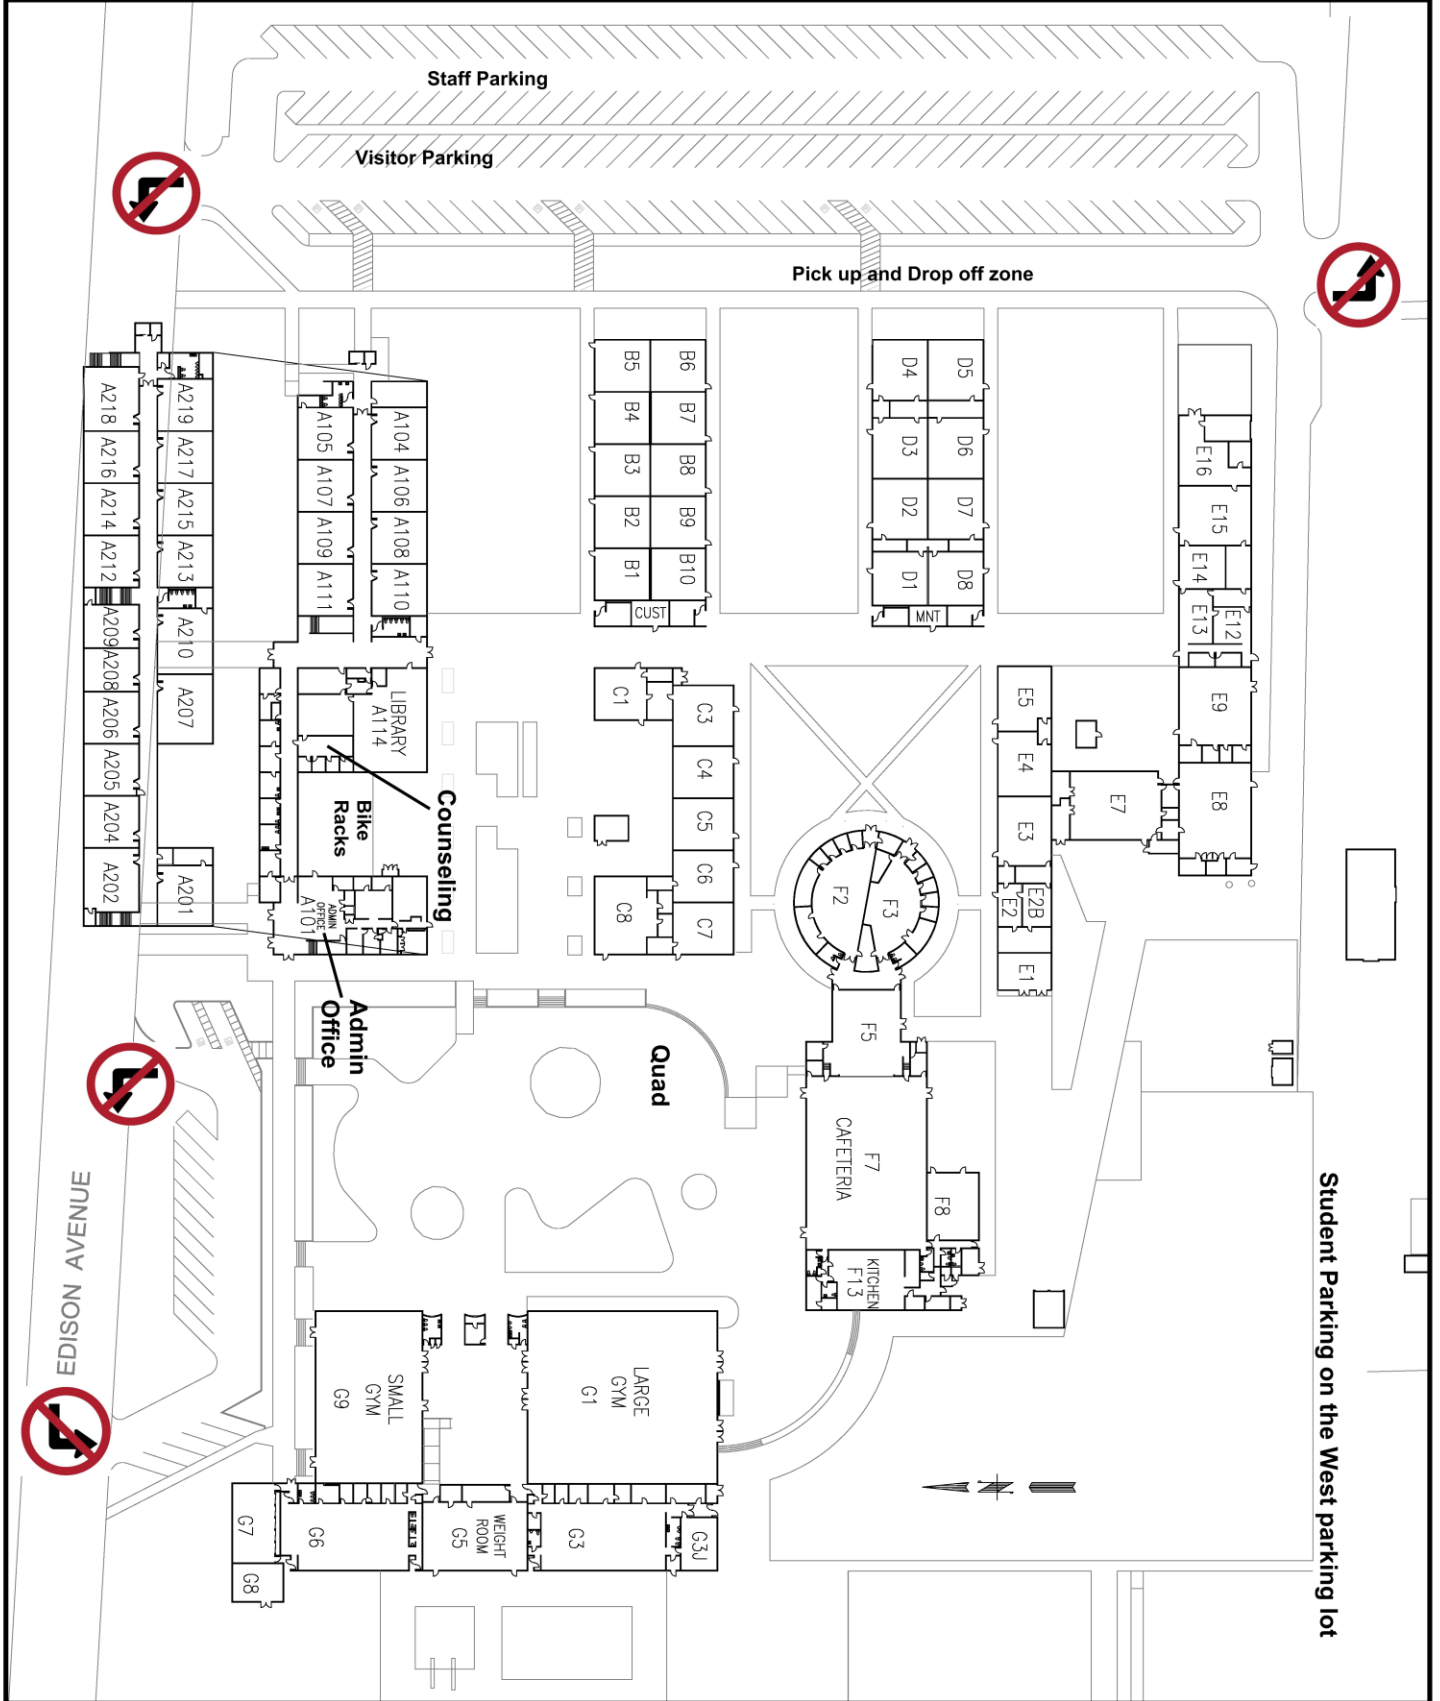 Staff Parking
Visitor Parking
Pick up and Drop off zone
B5
B6
B4
B7
B3
B8
B2
B9
B1
B10
CUST
D4
D5
D3
D6
D2
D7
D1
D8
MNT
E16
E15
E14
E13
E12
E9
E8
E7
E5
E4
E3
E2B
E2
E1
A218
A219
A216
A217
A214
A215
A212
A213
A209
A210
A208
A207
A206
A205
A204
A202
A201
A105
A104
A107
A106
A109
A108
A111
A110
LIBRARY
A114
Counseling
Bike
Racks
ADMIN
OFFICE
A101
Admin
Office
C1
C3
C4
C5
C6
C7
C8
F2
F3
F5
F7
CAFETERIA
F8
KITCHEN
F13
Quad
EDISON AVENUE
SMALL
GYM
G9
LARGE
GYM
G1
G7
G8
G6
WEIGHT
ROOM
G5
G3
G3J
Student Parking on the West parking lot